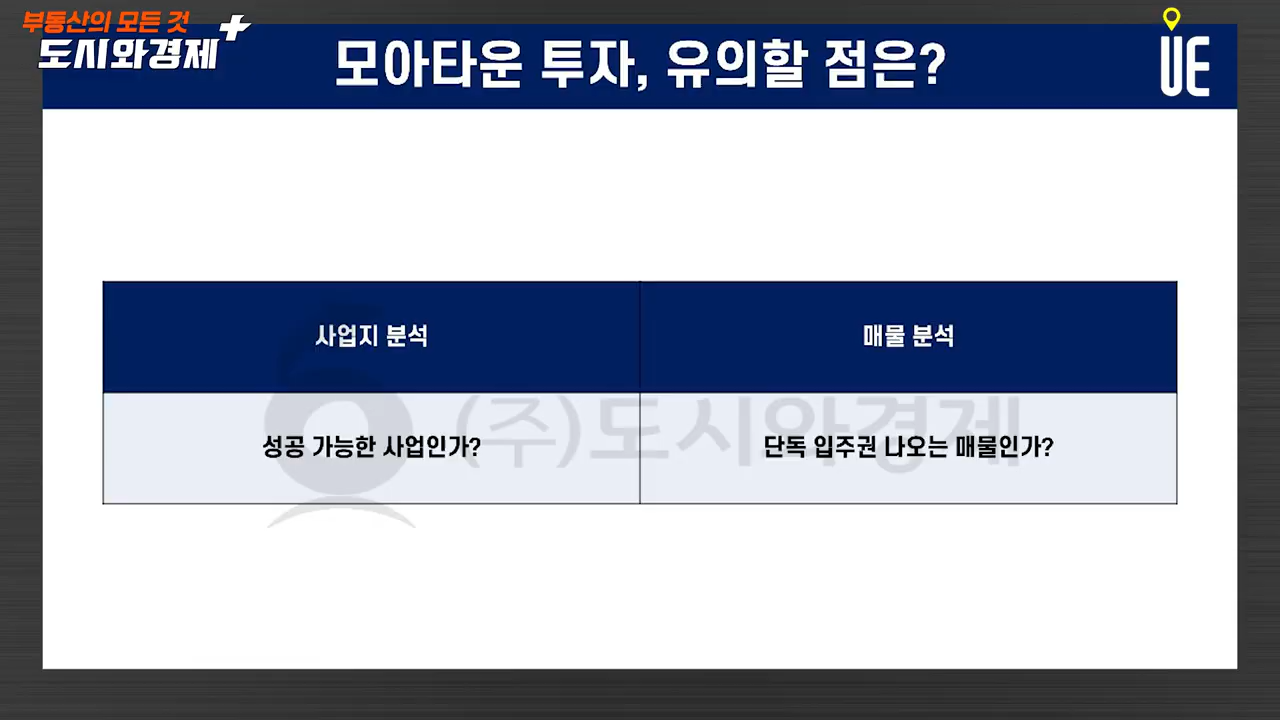 부동산의 모든 것
도시와경제
모아타운 투자, 유의할 점은?
UE
사업지 분석
매물 분석
성공 가능한 사업인가?
단독 입주권 나오는 매물인가?
(주)도시와경제